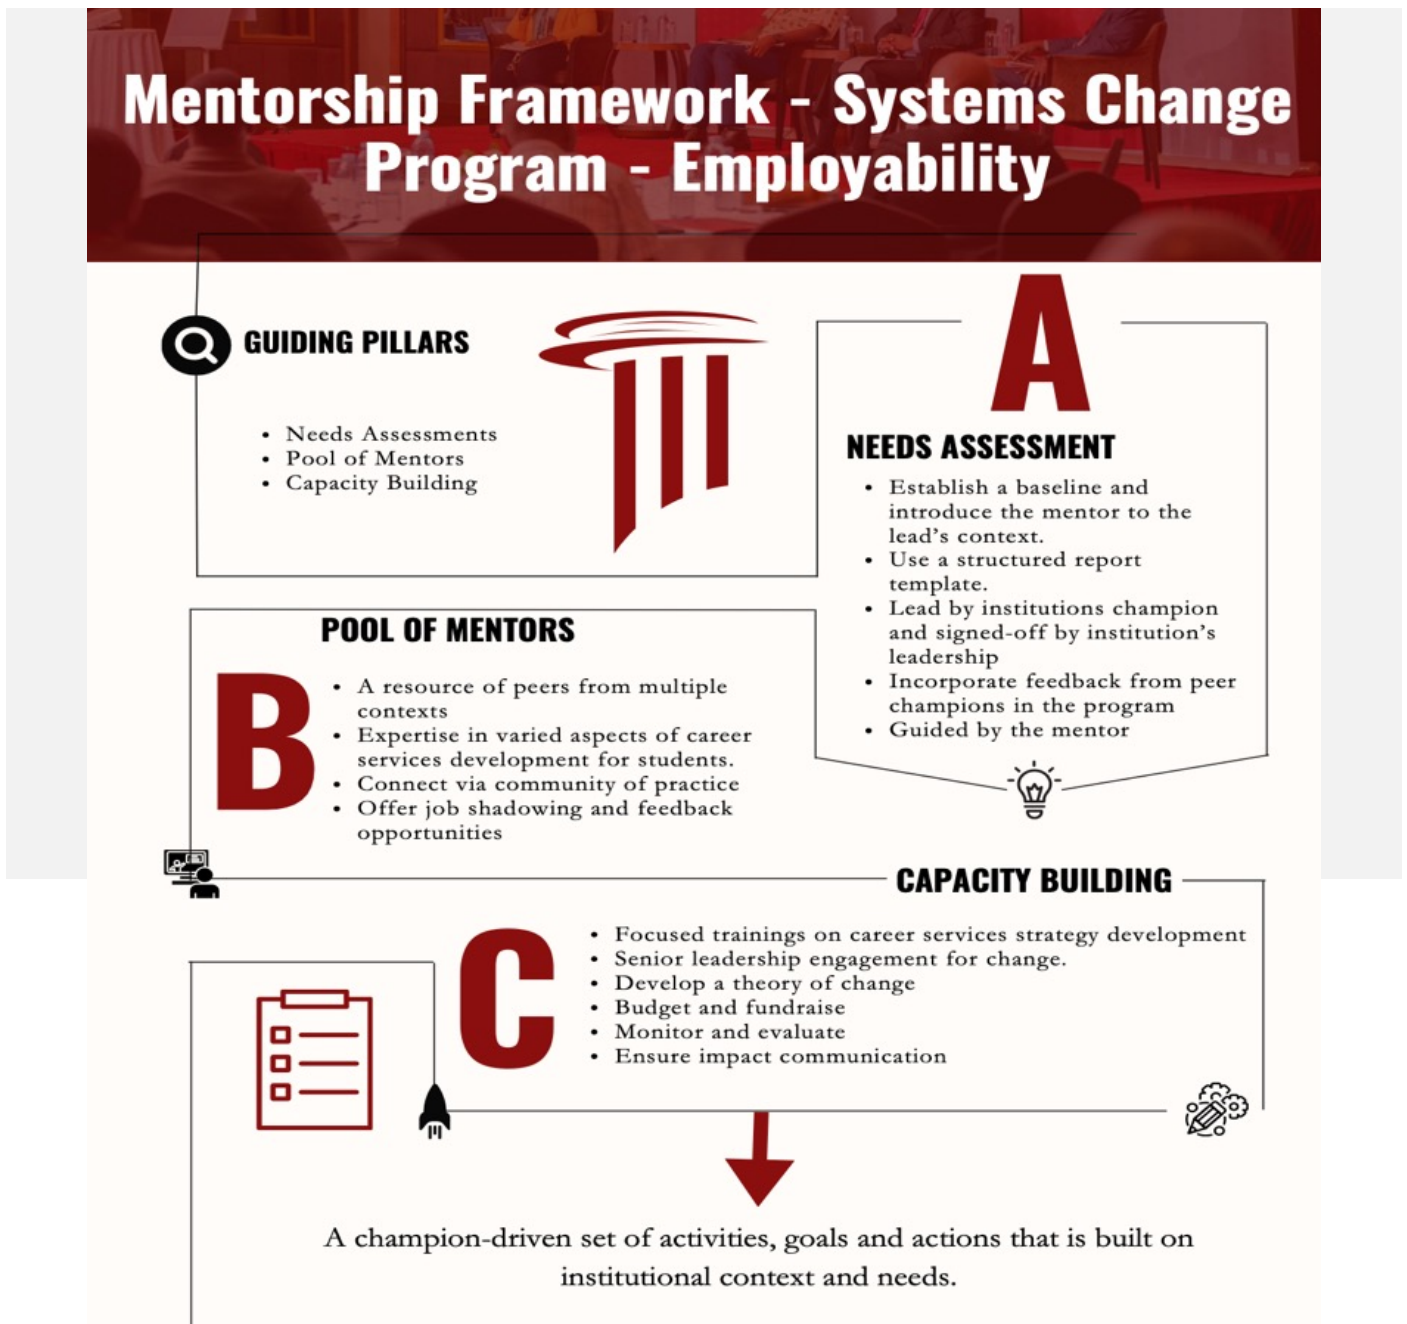 Mentorship Framework - Systems Change
Program - Employability
GUIDING PILLARS
• Needs Assessments
• Pool of Mentors
• Capacity Building
A
NEEDS ASSESSMENT
• Establish a baseline and
introduce the mentor to the
lead’s context.
• Use a structured report
template.
• Lead by institutions champion
and signed-off by institution’s
leadership
• Incorporate feedback from peer
champions in the program
• Guided by the mentor
POOL OF MENTORS
B
• A resource of peers from multiple
contexts
• Expertise in varied aspects of career
services development for students.
• Connect via community of practice
• Offer job shadowing and feedback
opportunities
CAPACITY BUILDING
C
• Focused trainings on career services strategy development
• Senior leadership engagement for change.
• Develop a theory of change
• Budget and fundraise
• Monitor and evaluate
• Ensure impact communication
A champion-driven set of activities, goals and actions that is built on
institutional context and needs.